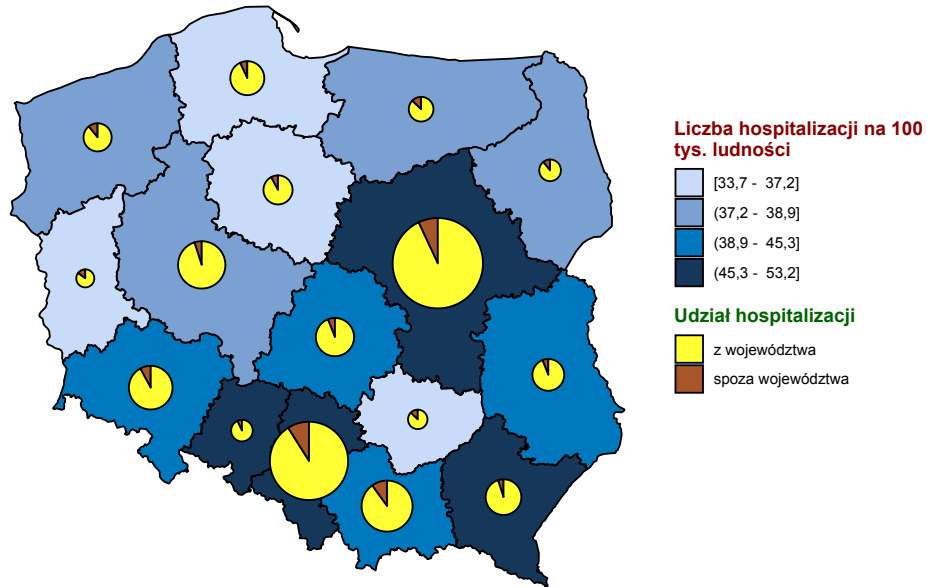 Liczba hospitalizacji na 100
tys. ludności
[33,7 - 37,2]
(37,2 - 38,9]
(38,9 - 45,3]
(45,3 - 53,2]
Udział hospitalizacji
z województwa
spoza województwa